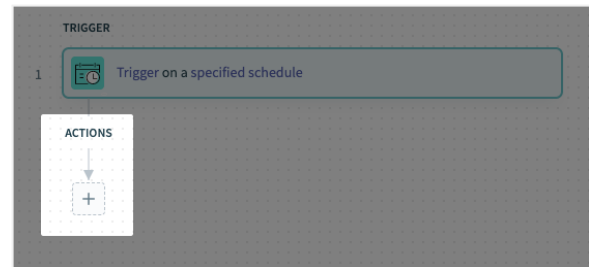 TRIGGER
1
Trigger on a specified schedule
ACTIONS
+